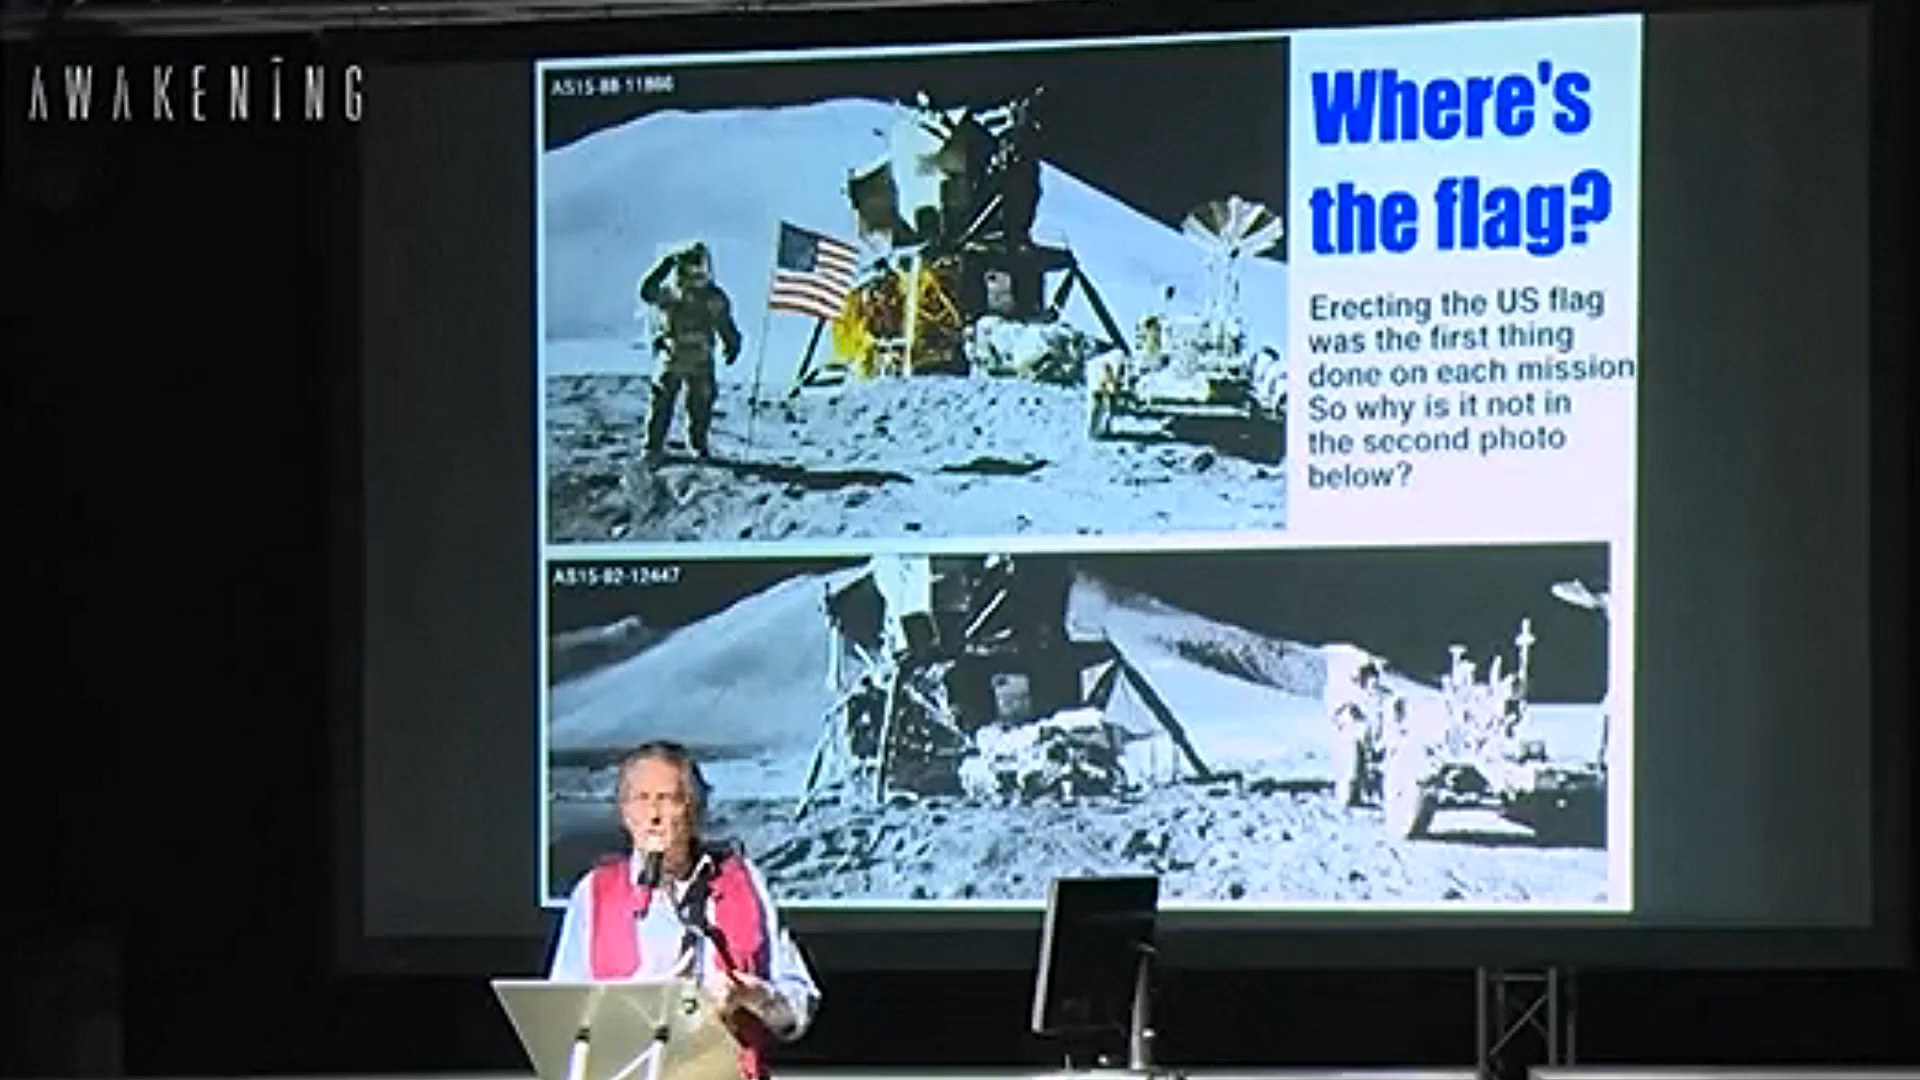 AWAKENING
AS15-88-11866
Where's
the flag?
Erecting the US flag
was the first thing
done on each mission
So why is it not in
the second photo
below?
AS15-82-12447